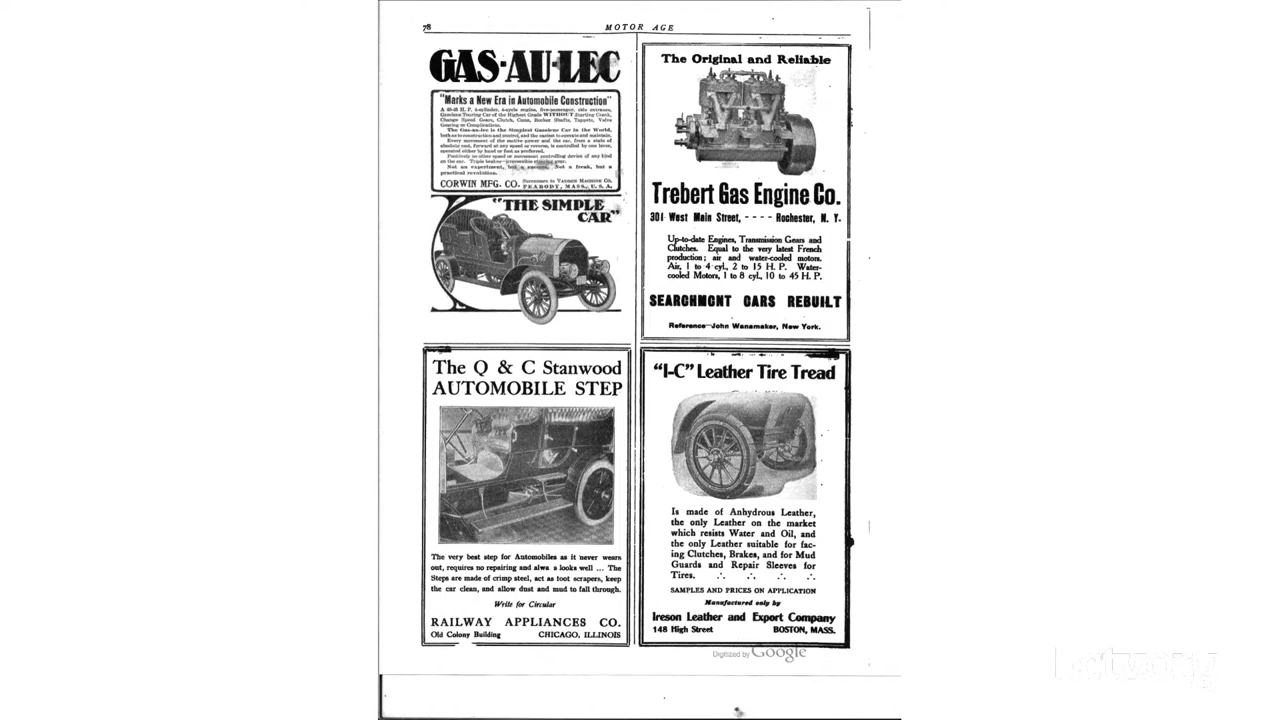 78
MOTOR AGE
GAS-AU-LEC
"Marks a New Era in Automobile Construction"
A 40-45 H. P. 4-cylinder, 4-cycle engine, five-passenger, side entrance,
Gasolene Touring Car of the Highest Grade WITHOUT Starting Crank,
Change Speed Gears, Clutch, Cams, Rocker Shafts, Tappets, Valve
Gearing or Complications.
The Gas-au-lec is the Simplest Gasolene Car in the World,
both as to construction and control, and the easiest to operate and maintain.
Every movement of the motive power and the car, from a state of
absolute rest, forward at any speed or reverse, is controlled by one lever,
operated either by hand or foot as preferred.
Positively no other speed or movement controlling device of any kind
on the car. Triple brakes—irreversible steering gear.
Not an experiment, but a success. Not a freak, but a
practical revolution.
CORWIN MFG. CO. Successors to Vaughn Machine Co.
PEABODY, MASS., U. S. A.
"THE SIMPLE
CAR"
The Original and Reliable
Trebert Gas Engine Co.
301 West Main Street, - - - - Rochester, N. Y.
Up-to-date Engines, Transmission Gears and
Clutches. Equal to the very latest French
production; air and water-cooled motors.
Air, 1 to 4 cyl., 2 to 15 H. P. Water-
cooled Motors, 1 to 8 cyl., 10 to 45 H. P.
SEARCHMONT CARS REBUILT
Reference—John Wanamaker, New York.
The Q & C Stanwood
AUTOMOBILE STEP
The very best step for Automobiles as it never wears
out, requires no repairing and alwa s looks well ... The
Steps are made of crimp steel, act as foot scrapers, keep
the car clean, and allow dust and mud to fall through.
Write for Circular
RAILWAY APPLIANCES CO.
Old Colony Building CHICAGO, ILLINOIS
"I-C" Leather Tire Tread
Is made of Anhydrous Leather,
the only Leather on the market
which resists Water and Oil, and
the only Leather suitable for fac-
ing Clutches, Brakes, and for Mud
Guards and Repair Sleeves for
Tires. ∴ ∴ ∴ ∴
SAMPLES AND PRICES ON APPLICATION
Manufactured only by
Ireson Leather and Export Company
148 High Street BOSTON, MASS.
Digitized by Google